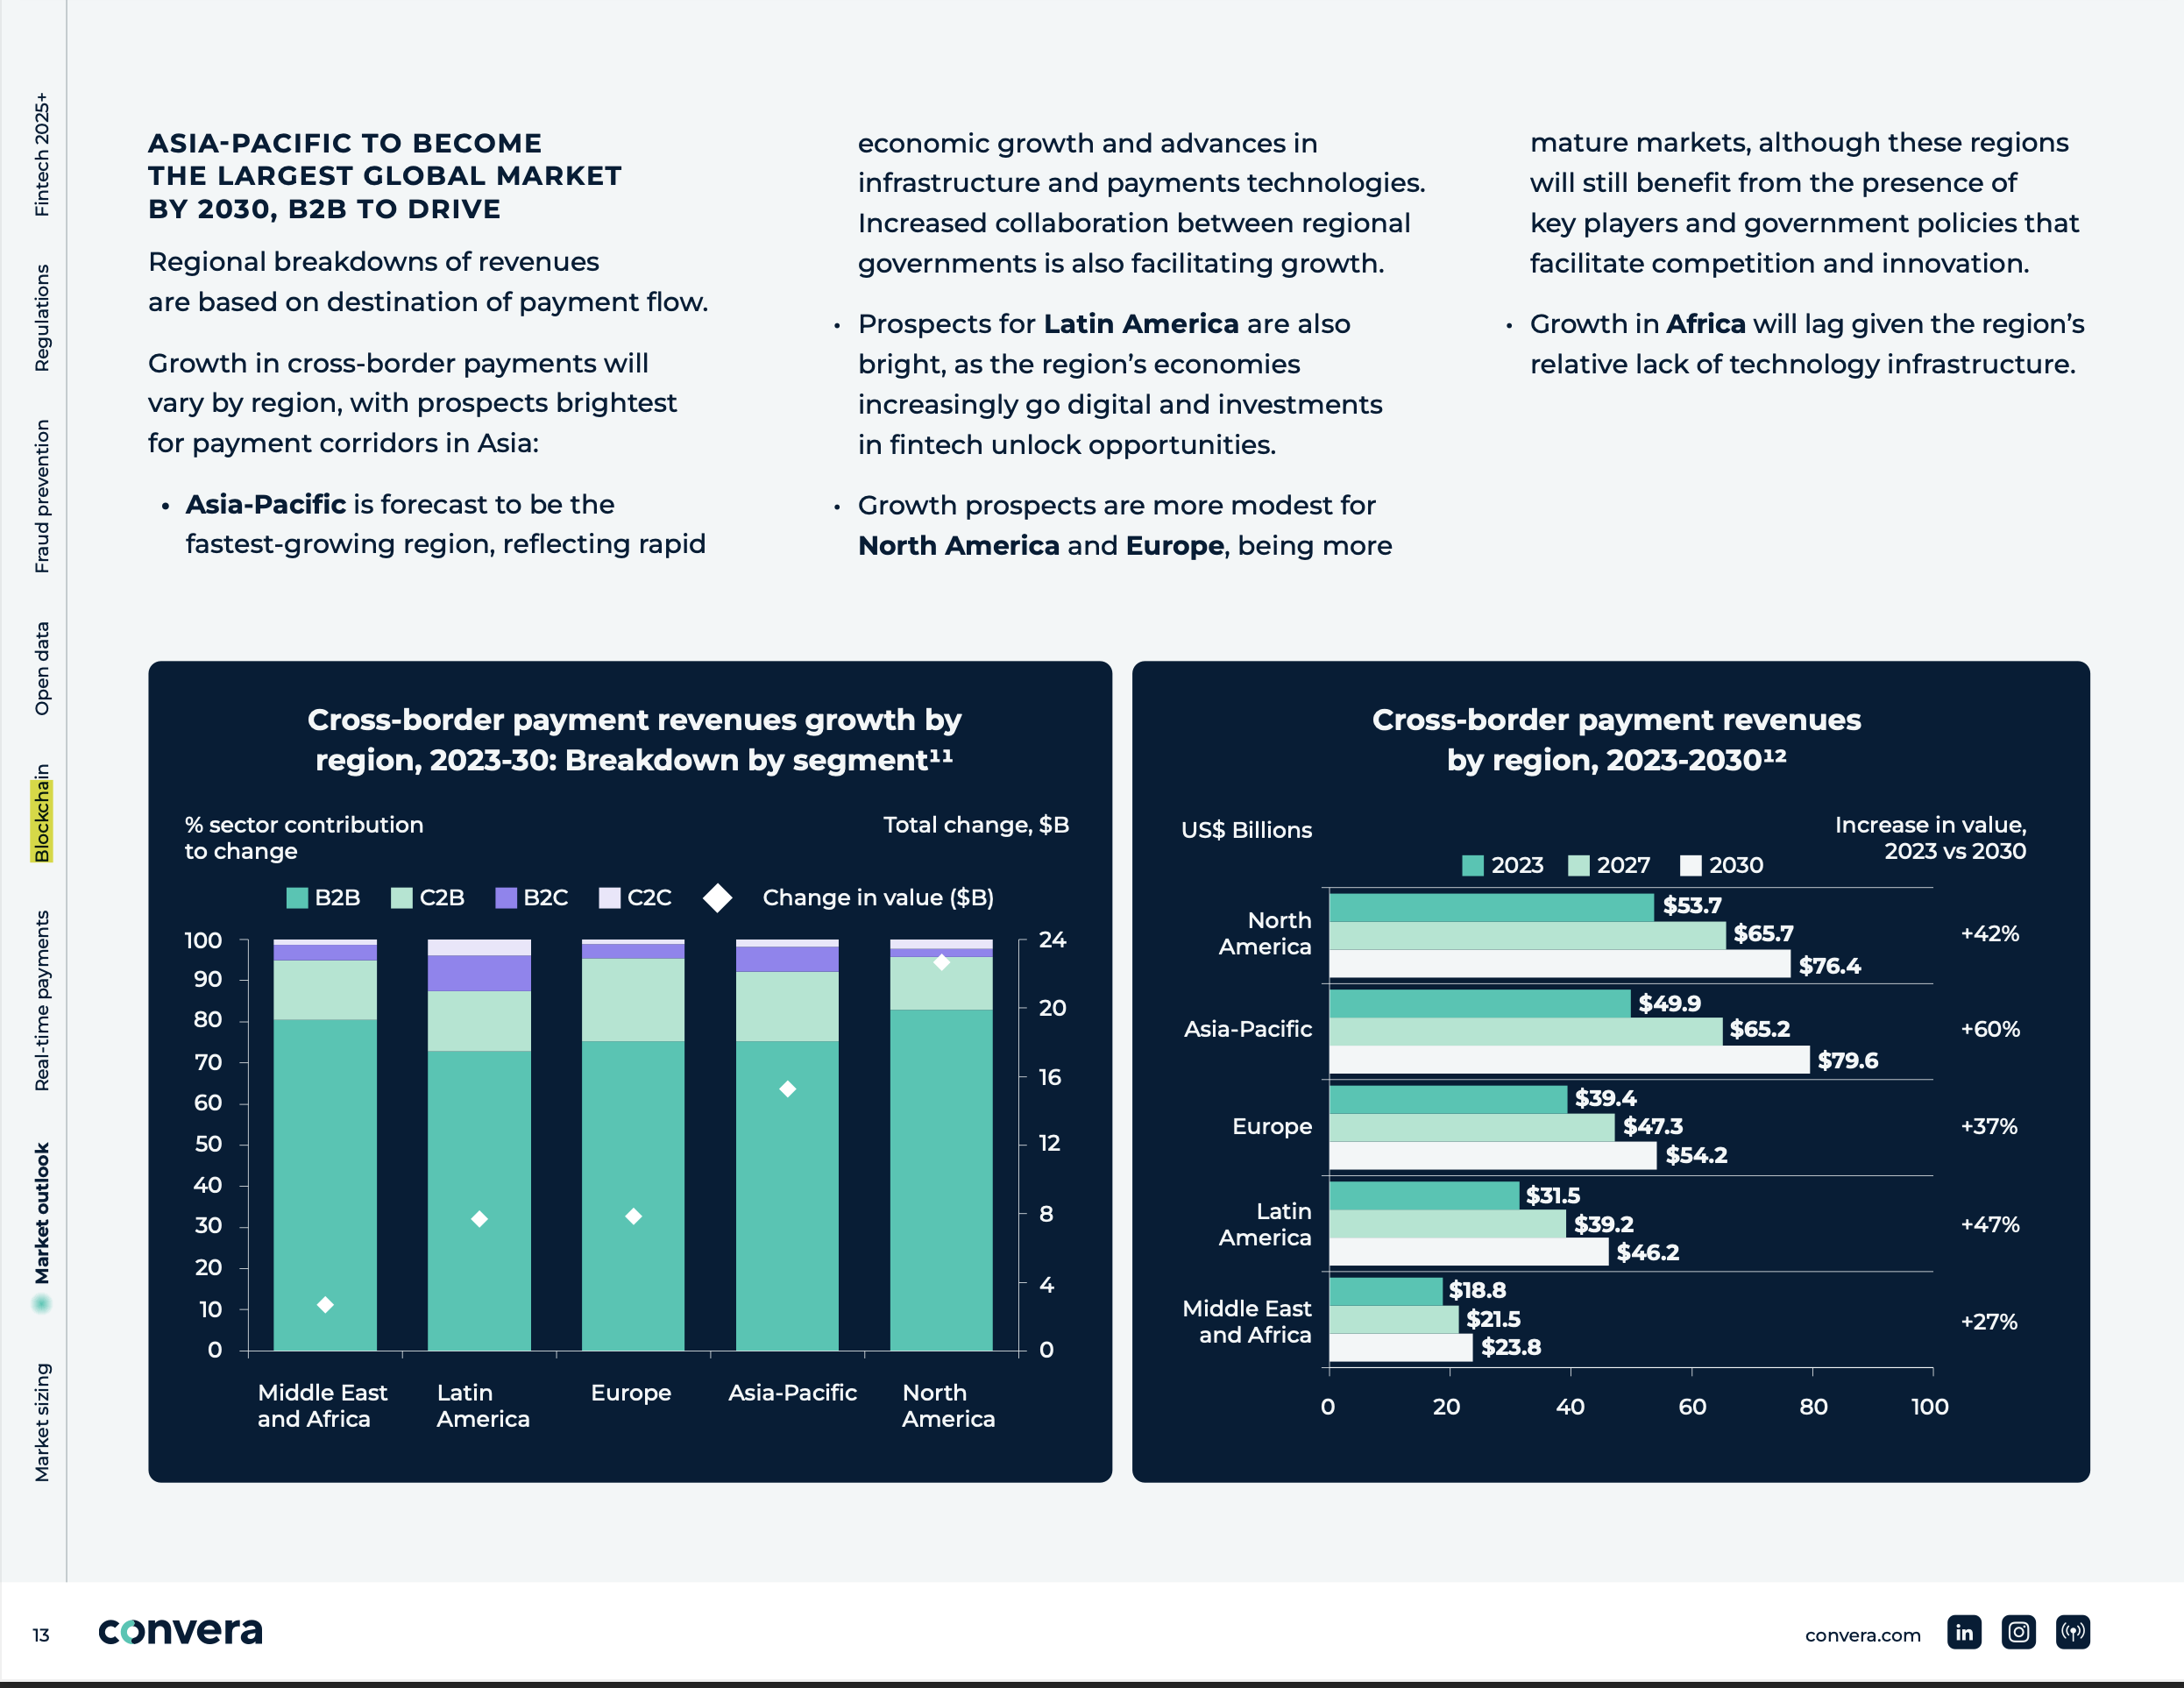 Fintech 2025+
Regulations
Fraud prevention
Open data
Blockchain
Real-time payments
Market outlook
Market sizing
ASIA-PACIFIC TO BECOME
THE LARGEST GLOBAL MARKET
BY 2030, B2B TO DRIVE
Regional breakdowns of revenues
are based on destination of payment flow.
Growth in cross-border payments will
vary by region, with prospects brightest
for payment corridors in Asia:
• Asia-Pacific is forecast to be the
fastest-growing region, reflecting rapid
economic growth and advances in
infrastructure and payments technologies.
Increased collaboration between regional
governments is also facilitating growth.
• Prospects for Latin America are also
bright, as the region’s economies
increasingly go digital and investments
in fintech unlock opportunities.
• Growth prospects are more modest for
North America and Europe, being more
mature markets, although these regions
will still benefit from the presence of
key players and government policies that
facilitate competition and innovation.
• Growth in Africa will lag given the region’s
relative lack of technology infrastructure.
Cross-border payment revenues growth by
region, 2023-30: Breakdown by segment¹¹
% sector contribution
to change
Total change, $B
B2B C2B B2C C2C Change in value ($B)
100
90
80
70
60
50
40
30
20
10
0
24
20
16
12
8
4
0
Middle East
and Africa
Latin
America
Europe
Asia-Pacific
North
America
Cross-border payment revenues
by region, 2023-2030¹²
US$ Billions
Increase in value,
2023 vs 2030
2023 2027 2030
North
America
$53.7
$65.7
$76.4
+42%
Asia-Pacific
$49.9
$65.2
$79.6
+60%
Europe
$39.4
$47.3
$54.2
+37%
Latin
America
$31.5
$39.2
$46.2
+47%
Middle East
and Africa
$18.8
$21.5
$23.8
+27%
0 20 40 60 80 100
13
convera
convera.com
in